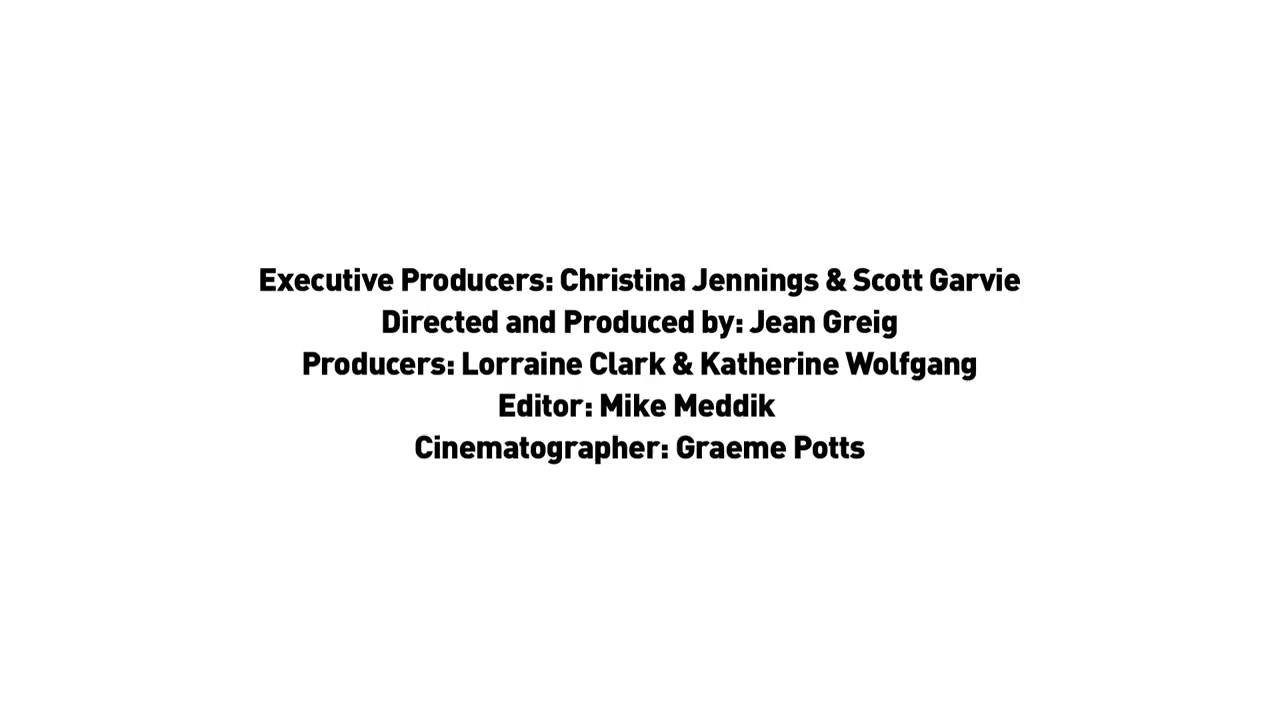 Executive Producers: Christina Jennings & Scott Garvie
Directed and Produced by: Jean Greig
Producers: Lorraine Clark & Katherine Wolfgang
Editor: Mike Meddik
Cinematographer: Graeme Potts